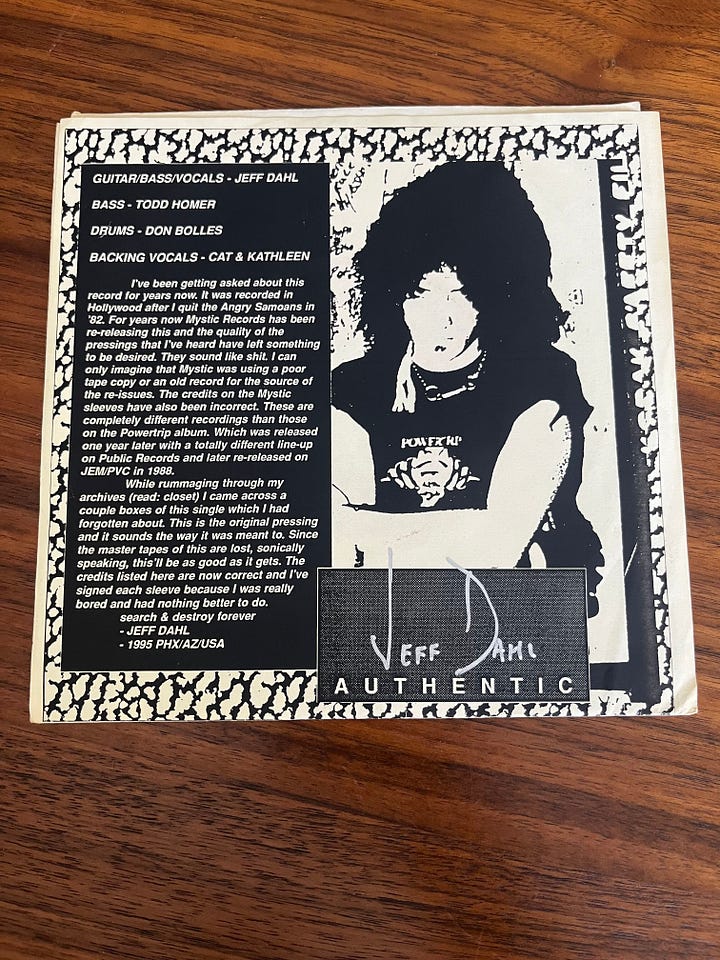 GUITAR/BASS/VOCALS - JEFF DAHL
BASS - TODD HOMER
DRUMS - DON BOLLES
BACKING VOCALS - CAT & KATHLEEN
I've been getting asked about this
record for years now. It was recorded in
Hollywood after I quit the Angry Samoans in
'82. For years now Mystic Records has been
re-releasing this and the quality of the
pressings that I've heard have left something
to be desired. They sound like shit. I can
only imagine that Mystic was using a poor
tape copy or an old record for the source of
the re-issues. The credits on the Mystic
sleeves have also been incorrect. These are
completely different recordings than those
on the Powertrip album. Which was released
one year later with a totally different line-up
on Public Records and later re-released on
JEM/PVC in 1988.
While rummaging through my
archives (read: closet) I came across a
couple boxes of this single which I had
forgotten about. This is the original pressing
and it sounds the way it was meant to. Since
the master tapes of this are lost, sonically
speaking, this'll be as good as it gets. The
credits listed here are now correct and I've
signed each sleeve because I was really
bored and had nothing better to do.
search & destroy forever
- JEFF DAHL
- 1995 PHX/AZ/USA
POWERTRIP
JEFF DAHL
AUTHENTIC